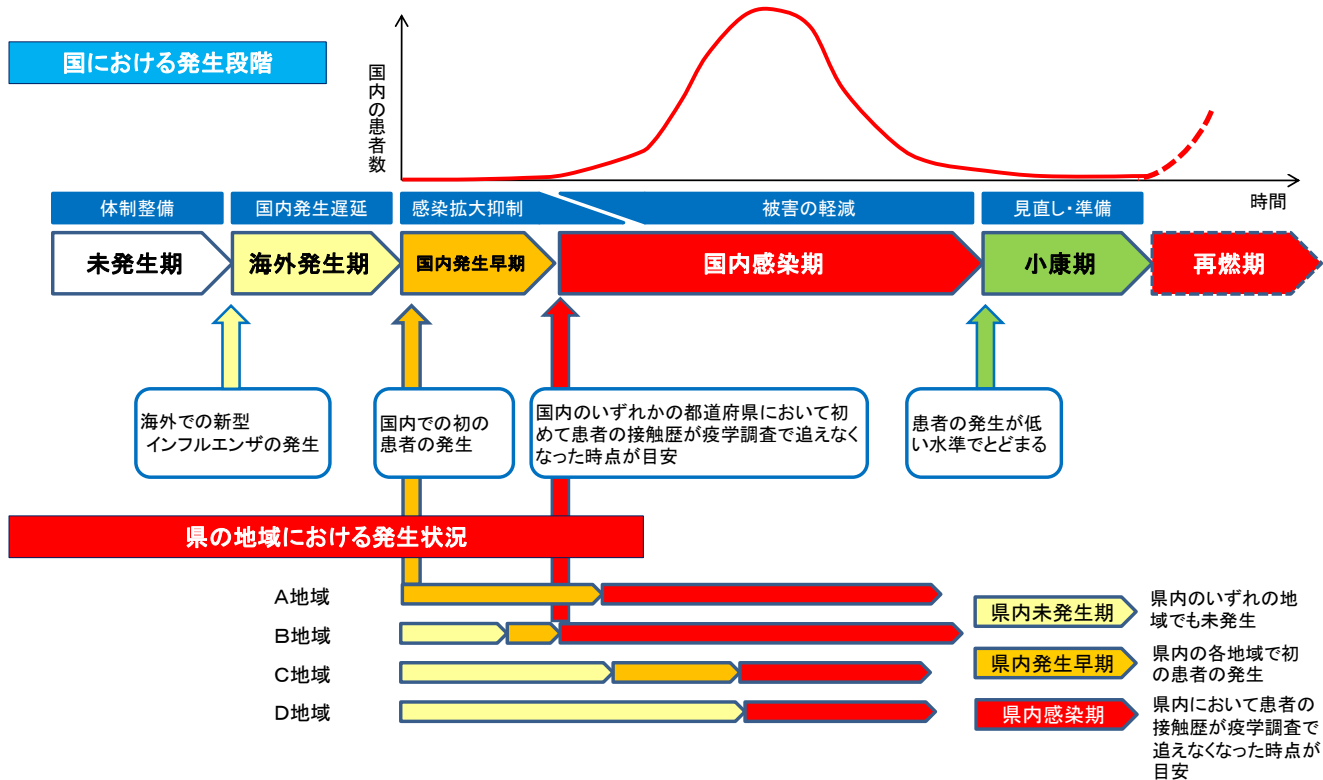 国における発生段階
国内の患者数
時間
体制整備
国内発生遅延
感染拡大抑制
被害の軽減
見直し・準備
未発生期
海外発生期
国内発生早期
国内感染期
小康期
再燃期
海外での新型
インフルエンザの発生
国内での初の
患者の発生
国内のいずれかの都道府県において初
めて患者の接触歴が疫学調査で追えなく
なった時点が目安
患者の発生が低
い水準でとどまる
県の地域における発生状況
A地域
B地域
C地域
D地域
県内未発生期
県内のいずれの地
域でも未発生
県内発生早期
県内の各地域で初
の患者の発生
県内感染期
県内において患者の
接触歴が疫学調査で
追えなくなった時点が
目安